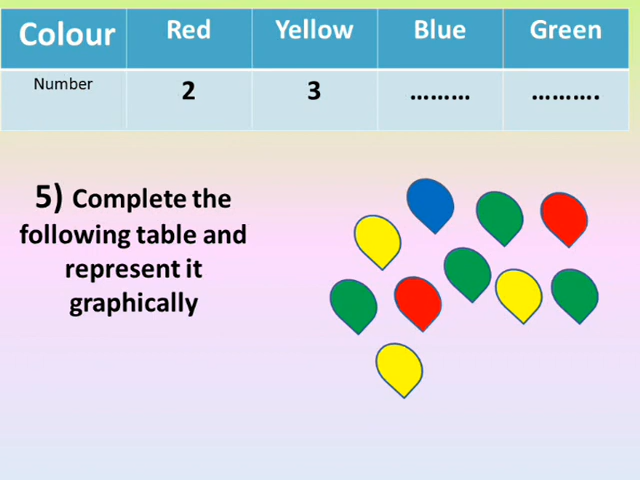 Colour Red Yellow Blue Green
Number 2 3 ......... ..........
5) Complete the
following table and
represent it
graphically